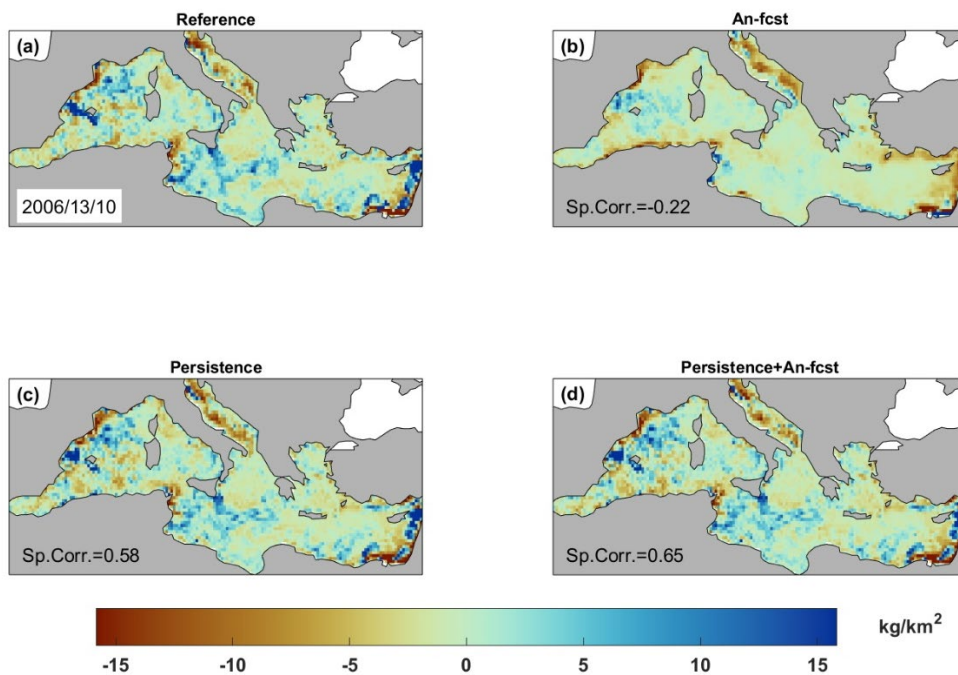 Reference
An-fcst
(a)
(b)
2006/13/10
Sp.Corr.=-0.22
Persistence
Persistence+An-fcst
(c)
(d)
Sp.Corr.=0.58
Sp.Corr.=0.65
kg/km²
-15 -10 -5 0 5 10 15